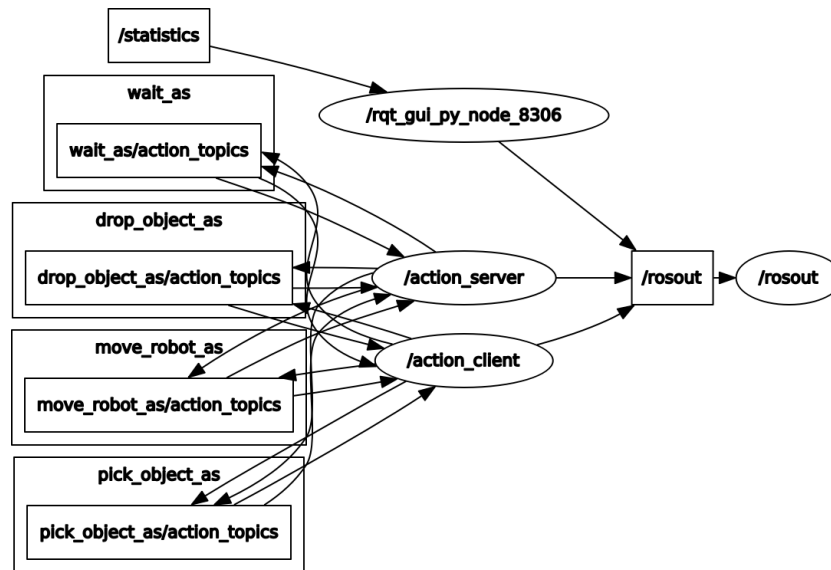 /statistics
wait_as
/rqt_gui_py_node_8306
wait_as/action_topics
drop_object_as
drop_object_as/action_topics
/action_server
/rosout
/rosout
move_robot_as
/action_client
move_robot_as/action_topics
pick_object_as
pick_object_as/action_topics